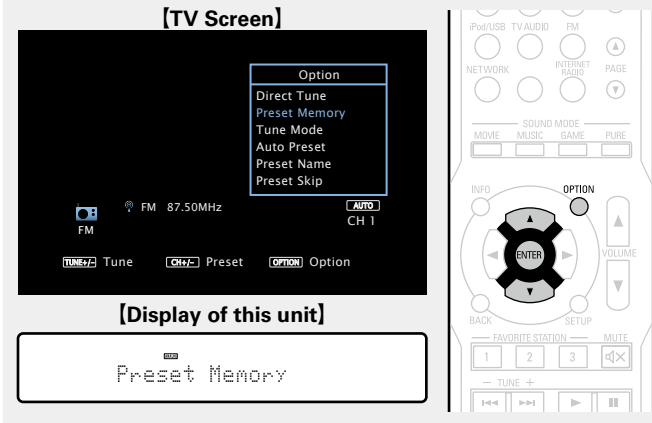 【TV Screen】
Option
Direct Tune
Preset Memory
Tune Mode
Auto Preset
Preset Name
Preset Skip
FM 87.50MHz
AUTO
CH 1
FM
TUNE+/- Tune
CH+/- Preset
OPTION Option
【Display of this unit】
Preset Memory
iPod/USB TV AUDIO FM
NETWORK
INTERNET
RADIO
PAGE
SOUND MODE
MOVIE MUSIC GAME PURE
INFO
OPTION
ENTER
VOLUME
BACK
SETUP
FAVORITE STATION
MUTE
1 2 3
− TUNE +